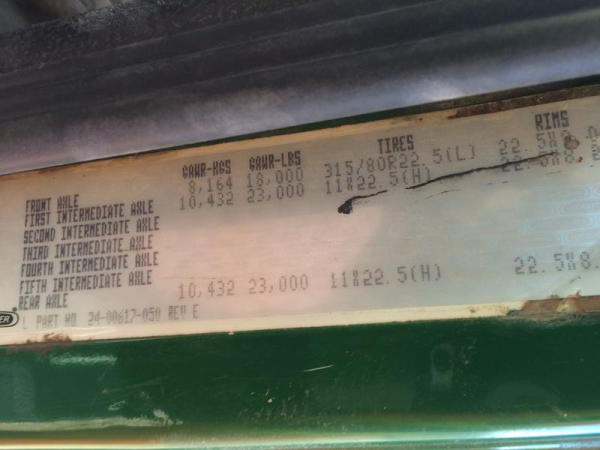 GAWR-KGS GAWR-LBS TIRES RIMS
FRONT AXLE 8,164 18,000 315/80R22.5(L)
FIRST INTERMEDIATE AXLE 10,432 23,000 11X22.5(H)
SECOND INTERMEDIATE AXLE
THIRD INTERMEDIATE AXLE
FOURTH INTERMEDIATE AXLE
FIFTH INTERMEDIATE AXLE
REAR AXLE 10,432 23,000 11X22.5(H) 22.5X8.
L PART NO 24-00617-050 REV E